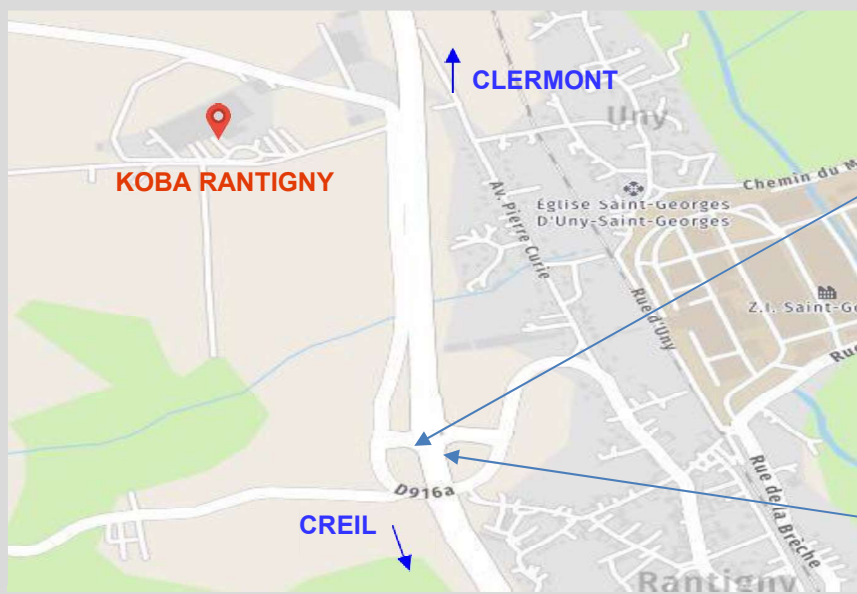 CLERMONT
Uny
KOBA RANTIGNY
Chemin du M
Av. Pierre Curie
Église Saint-Georges
D'Uny-Saint-Georges
Rue d'Uny
Z.I. Saint-Ge
Rue
D916a
CREIL
Rue de la Brèche
Rantigny